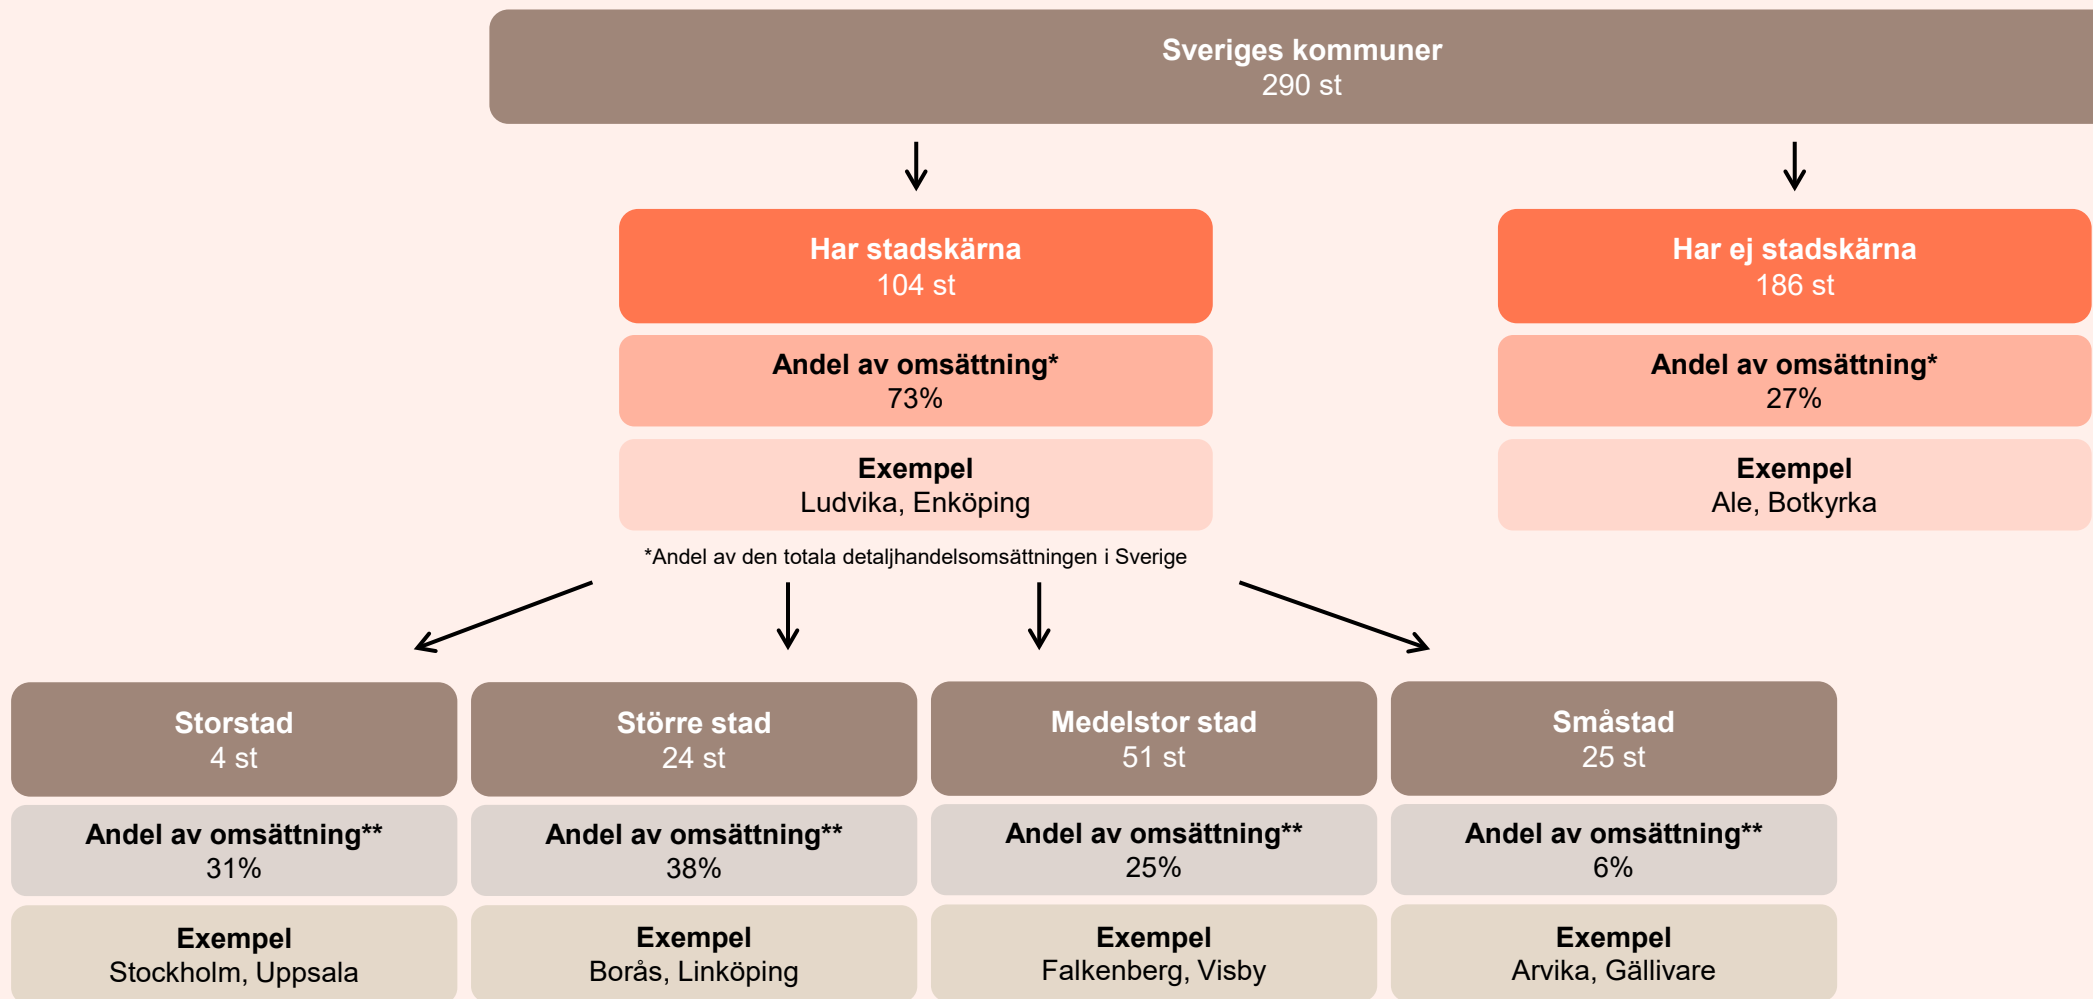 Sveriges kommuner
290 st
Har stadskärna
104 st
Har ej stadskärna
186 st
Andel av omsättning*
73%
Andel av omsättning*
27%
Exempel
Ludvika, Enköping
Exempel
Ale, Botkyrka
*Andel av den totala detaljhandelsomsättningen i Sverige
Storstad
4 st
Större stad
24 st
Medelstor stad
51 st
Småstad
25 st
Andel av omsättning**
31%
Andel av omsättning**
38%
Andel av omsättning**
25%
Andel av omsättning**
6%
Exempel
Stockholm, Uppsala
Exempel
Borås, Linköping
Exempel
Falkenberg, Visby
Exempel
Arvika, Gällivare